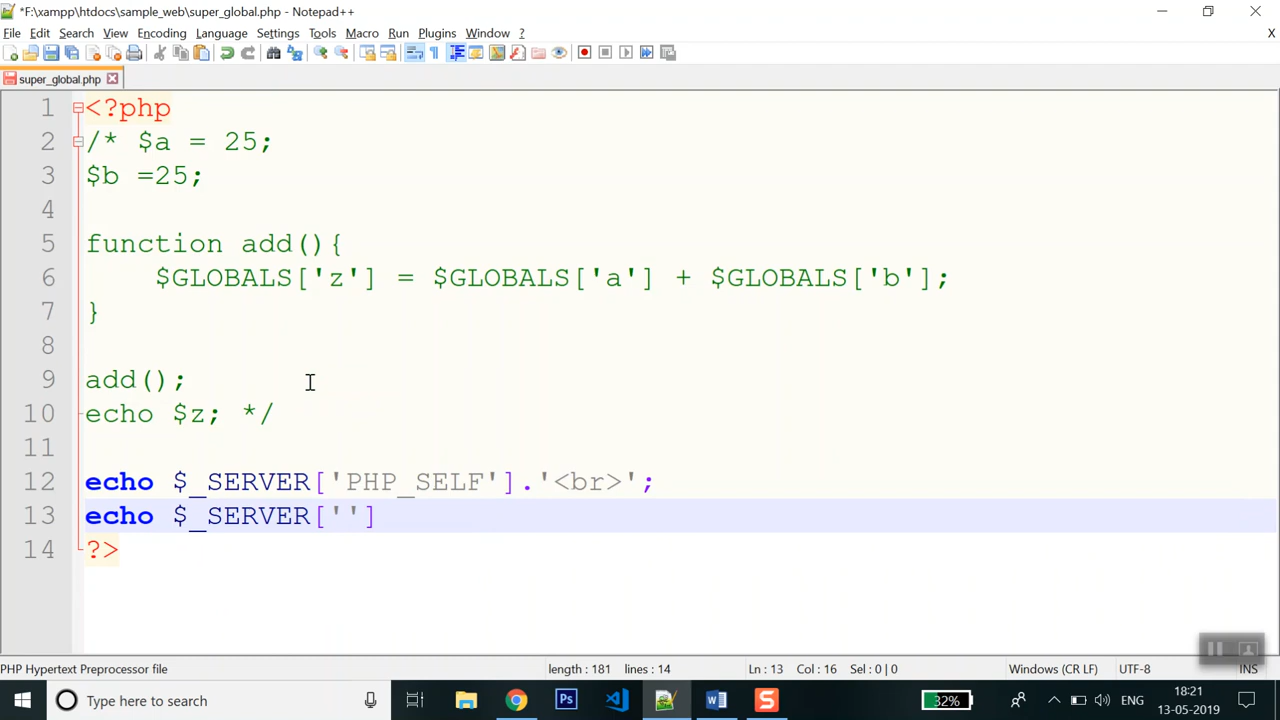 *F:\xampp\htdocs\sample_web\super_global.php - Notepad++
File Edit Search View Encoding Language Settings Tools Macro Run Plugins Window ? X
super_global.php
1 <?php
2 /* $a = 25;
3 $b =25;
4
5 function add(){
6 $GLOBALS['z'] = $GLOBALS['a'] + $GLOBALS['b'];
7 }
8
9 add();
10 echo $z; */
11
12 echo $_SERVER['PHP_SELF'].'<br>';
13 echo $_SERVER['']
14 ?>
PHP Hypertext Preprocessor file length : 181 lines : 14 Ln : 13 Col : 16 Sel : 0 | 0 Windows (CR LF) UTF-8 INS
Type here to search Ps 32% ENG 18:21
13-05-2019